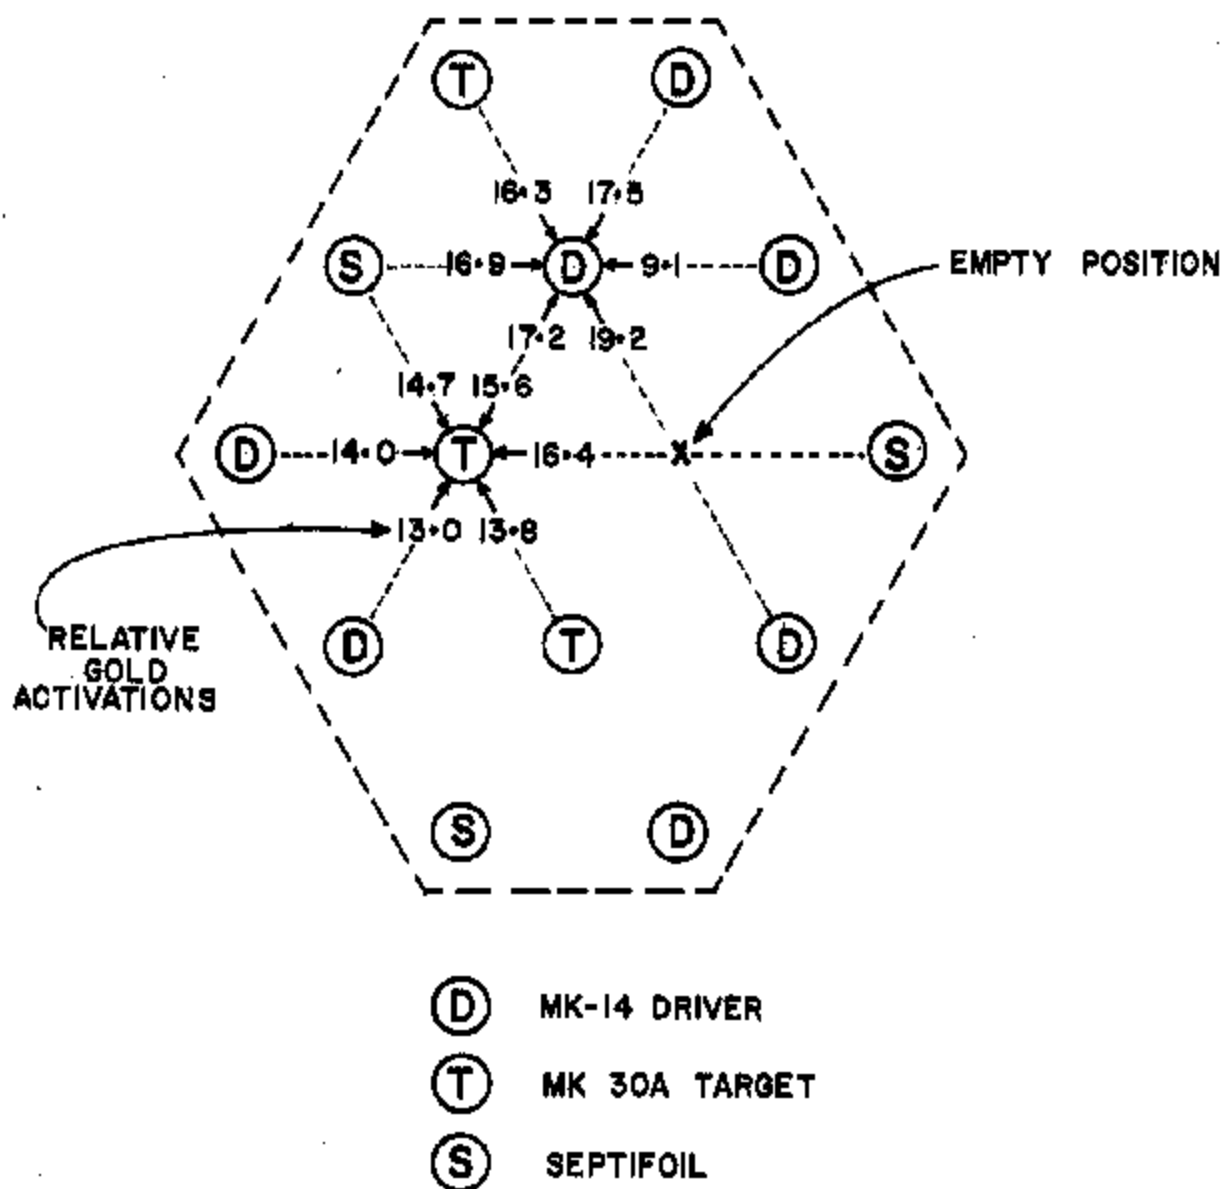 T D
16.3 17.5
S 16.9 D 9.1 D EMPTY POSITION
17.2 19.2
14.7 15.6
D 14.0 T 16.4 X S
13.0 13.8
D T D
RELATIVE
GOLD
ACTIVATIONS
S D
D MK-14 DRIVER
T MK 30A TARGET
S SEPTIFOIL